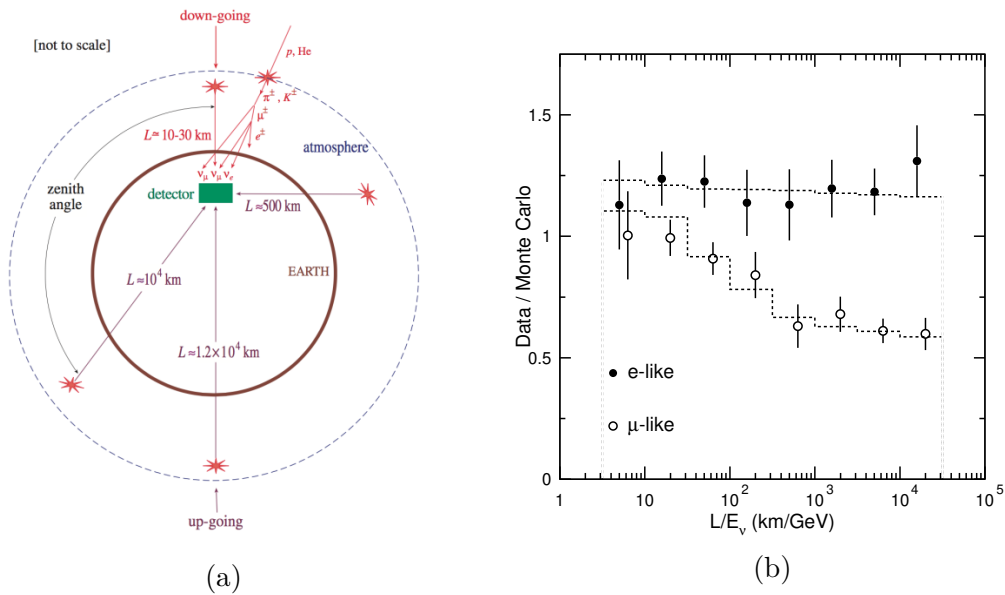 down-going
[not to scale]
p, He
π±, K±
μ±
e±
L ≈ 10-30 km
atmosphere
νμ νμ νe
zenith
angle
detector
L ≈500 km
EARTH
L ≈10⁴ km
L ≈1.2×10⁴ km
up-going
(a)
1.5
1
0.5
0
Data / Monte Carlo
e-like
μ-like
1 10 10² 10³ 10⁴ 10⁵
L/Eν (km/GeV)
(b)